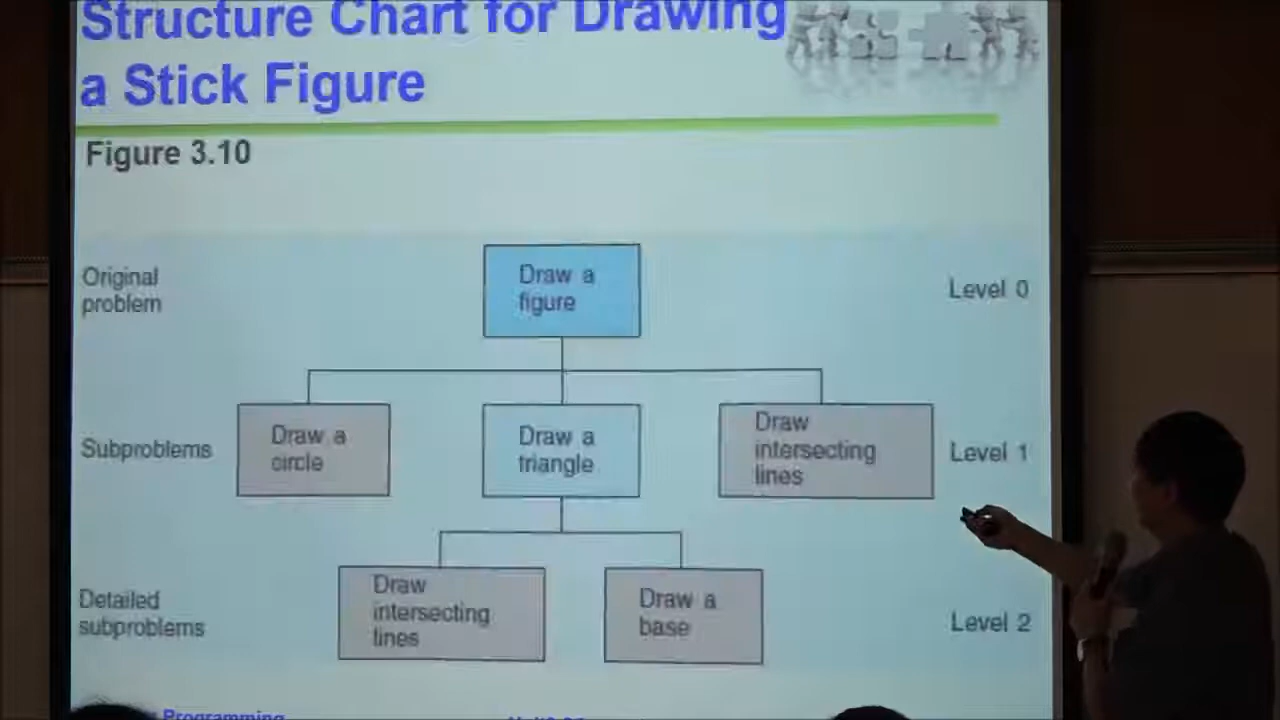 Structure Chart for Drawing
a Stick Figure
Figure 3.10
Original
problem
Draw a
figure
Level 0
Subproblems
Draw a
circle
Draw a
triangle
Draw
intersecting
lines
Level 1
Detailed
subproblems
Draw
intersecting
lines
Draw a
base
Level 2
Programming